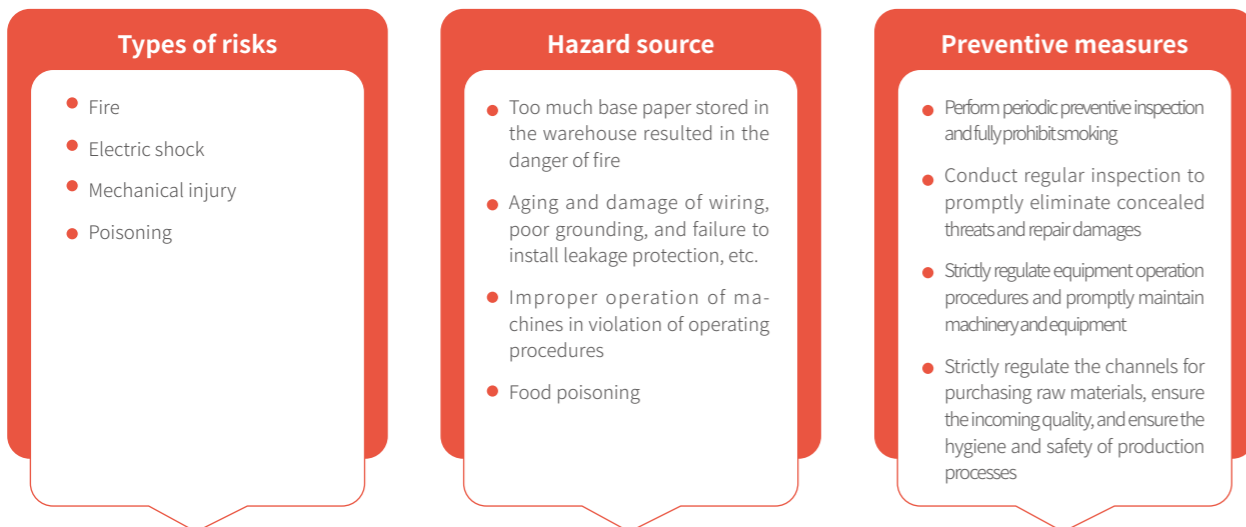 Types of risks
Fire
Electric shock
Mechanical injury
Poisoning
Hazard source
Too much base paper stored in
the warehouse resulted in the
danger of fire
Aging and damage of wiring,
poor grounding, and failure to
install leakage protection, etc.
Improper operation of ma-
chines in violation of operating
procedures
Food poisoning
Preventive measures
Perform periodic preventive inspection
and fully prohibit smoking
Conduct regular inspection to
promptly eliminate concealed
threats and repair damages
Strictly regulate equipment operation
procedures and promptly maintain
machinery and equipment
Strictly regulate the channels for
purchasing raw materials, ensure
the incoming quality, and ensure the
hygiene and safety of production
processes